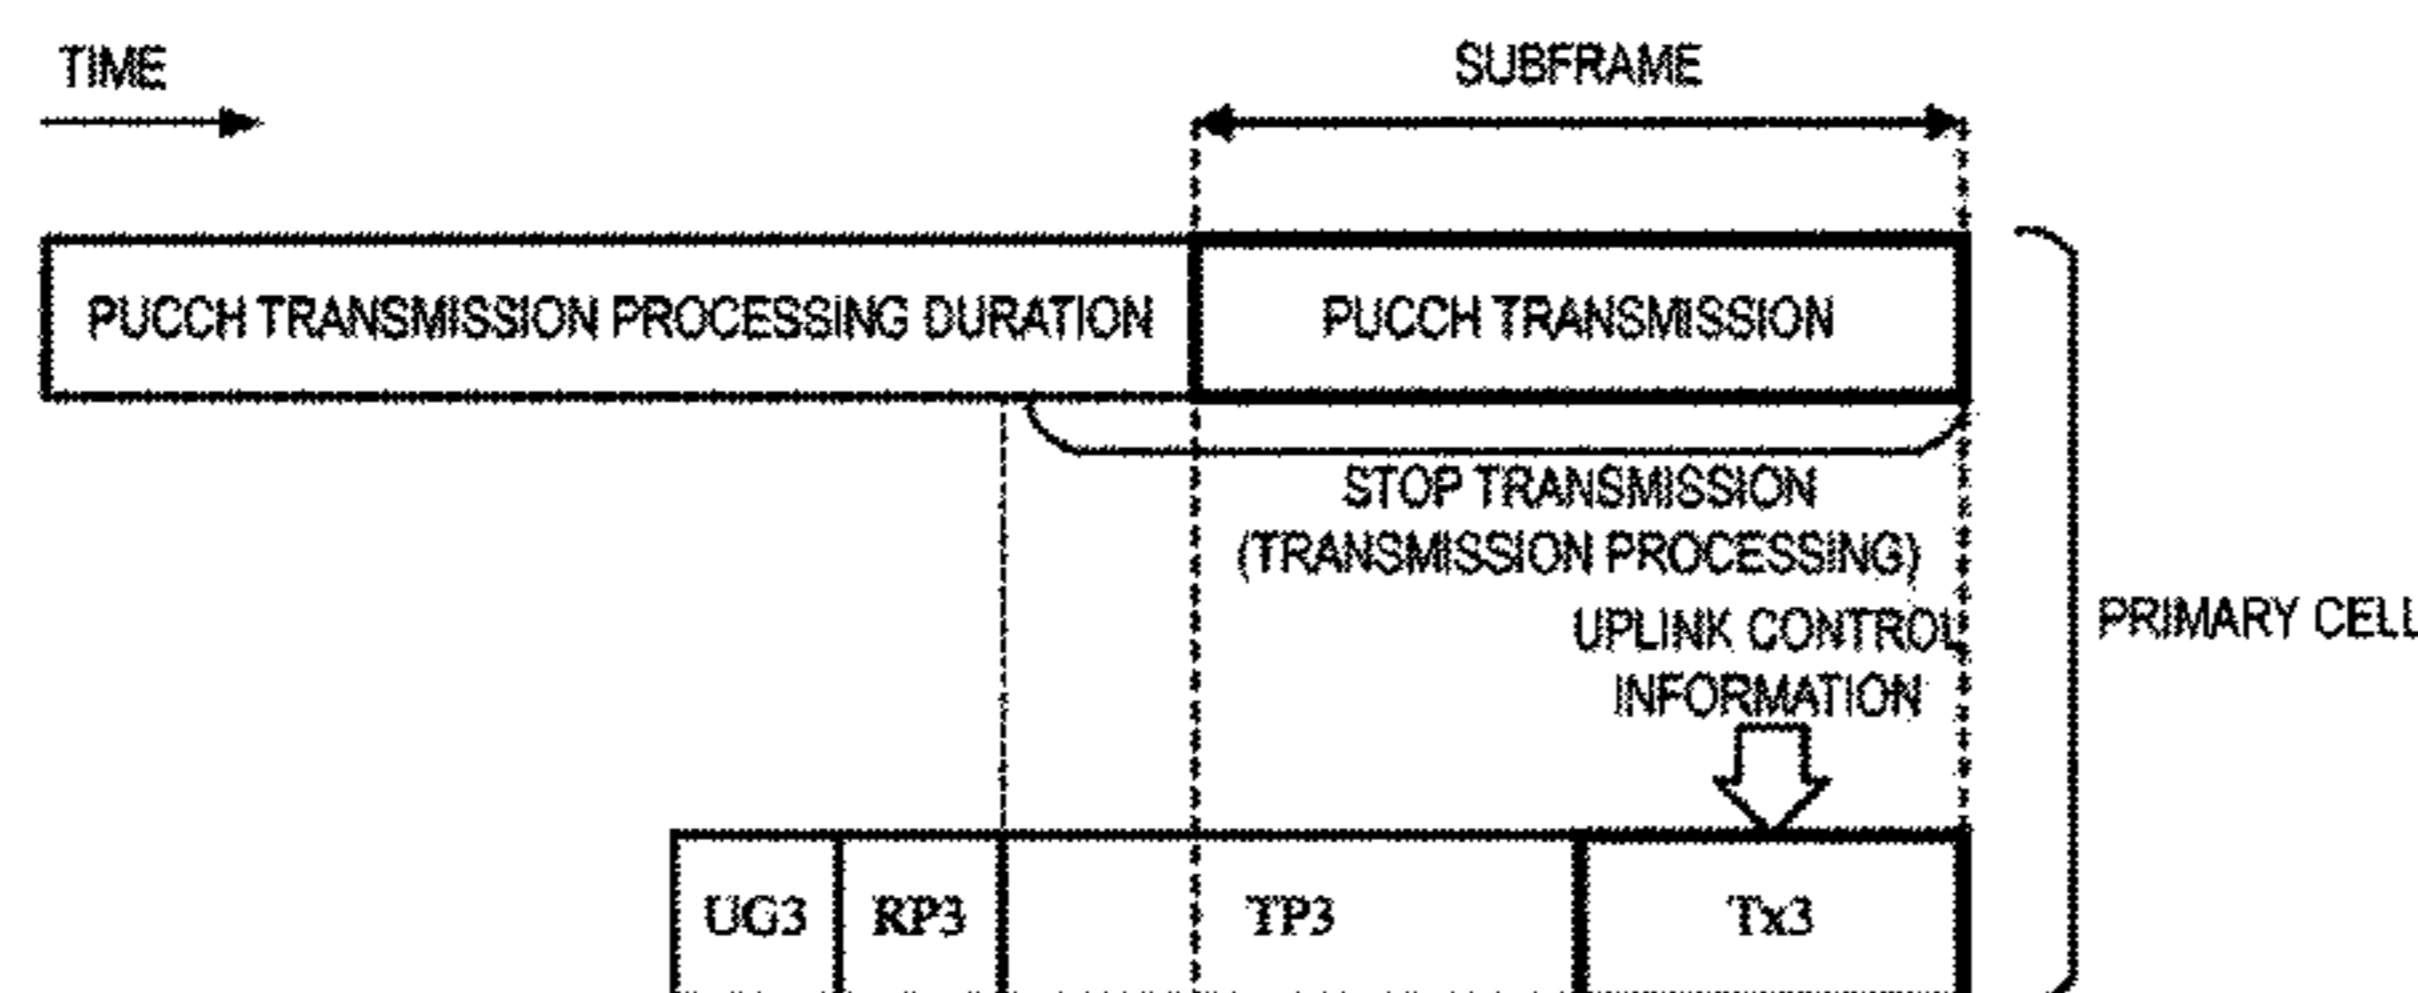 TIME
SUBFRAME
PUCCH TRANSMISSION PROCESSING DURATION
PUCCH TRANSMISSION
STOP TRANSMISSION
(TRANSMISSION PROCESSING)
UPLINK CONTROL
INFORMATION
PRIMARY CELL
UG3
RP3
TP3
Tx3